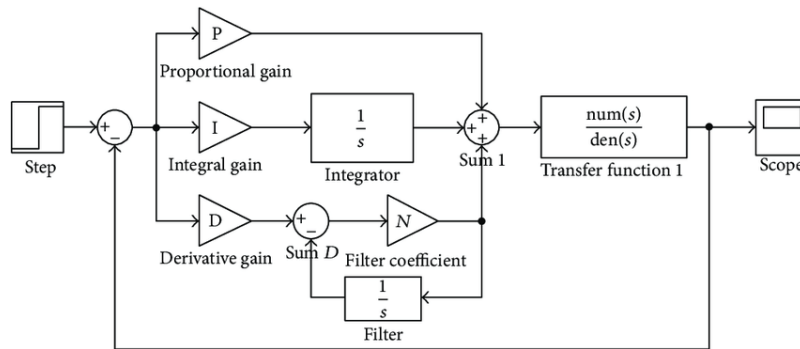 P
Proportional gain
+
−
Step
I
Integral gain
1
s
Integrator
+
+
+
Sum 1
num(s)
den(s)
Transfer function 1
Scope
D
Derivative gain
+
−
Sum D
N
Filter coefficient
1
s
Filter